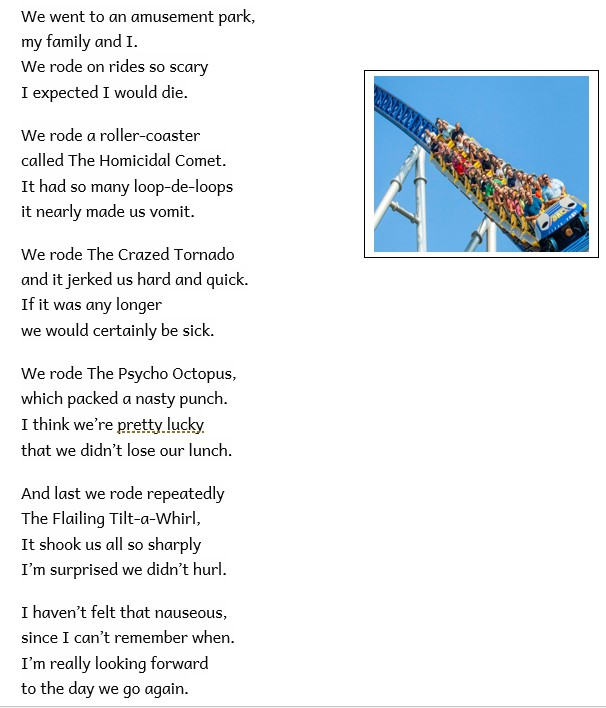 We went to an amusement park,
my family and I.
We rode on rides so scary
I expected I would die.
We rode a roller-coaster
called The Homicidal Comet.
It had so many loop-de-loops
it nearly made us vomit.
We rode The Crazed Tornado
and it jerked us hard and quick.
If it was any longer
we would certainly be sick.
We rode The Psycho Octopus,
which packed a nasty punch.
I think we’re pretty lucky
that we didn’t lose our lunch.
And last we rode repeatedly
The Flailing Tilt-a-Whirl,
It shook us all so sharply
I’m surprised we didn’t hurl.
I haven’t felt that nauseous,
since I can’t remember when.
I’m really looking forward
to the day we go again.